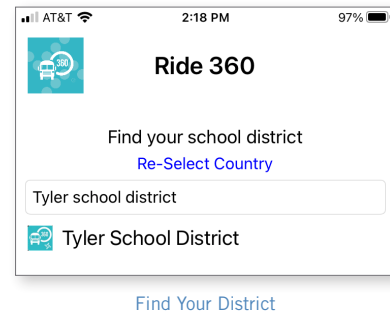 AT&T 2:18 PM 97%
360 Ride 360
Find your school district
Re-Select Country
Tyler school district
Tyler School District
Find Your District